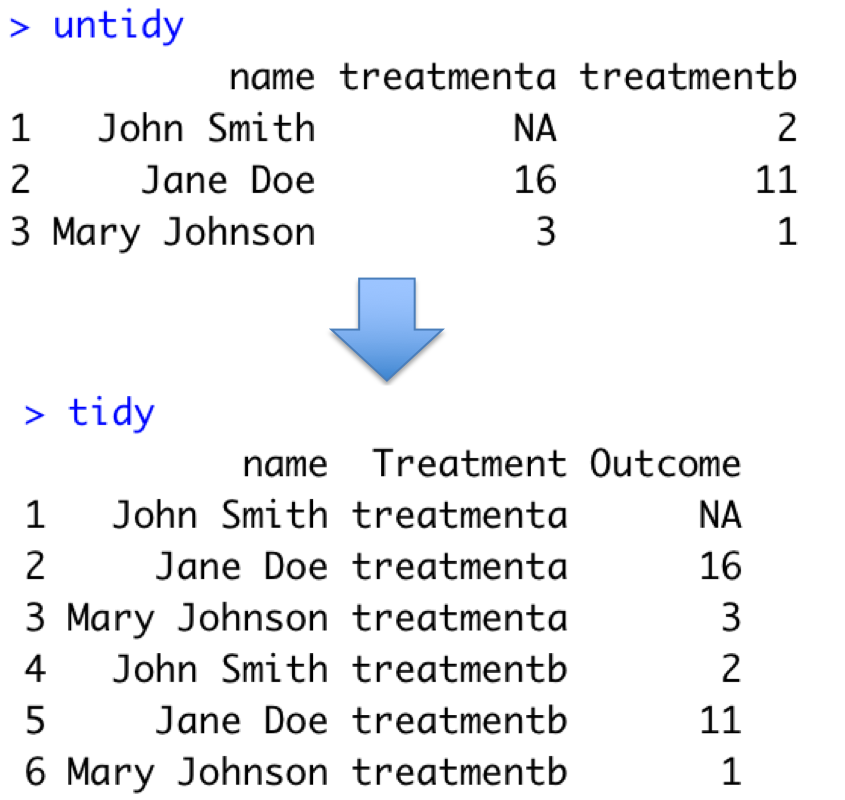 > untidy
name treatmenta treatmentb
1 John Smith NA 2
2 Jane Doe 16 11
3 Mary Johnson 3 1
> tidy
name Treatment Outcome
1 John Smith treatmenta NA
2 Jane Doe treatmenta 16
3 Mary Johnson treatmenta 3
4 John Smith treatmentb 2
5 Jane Doe treatmentb 11
6 Mary Johnson treatmentb 1